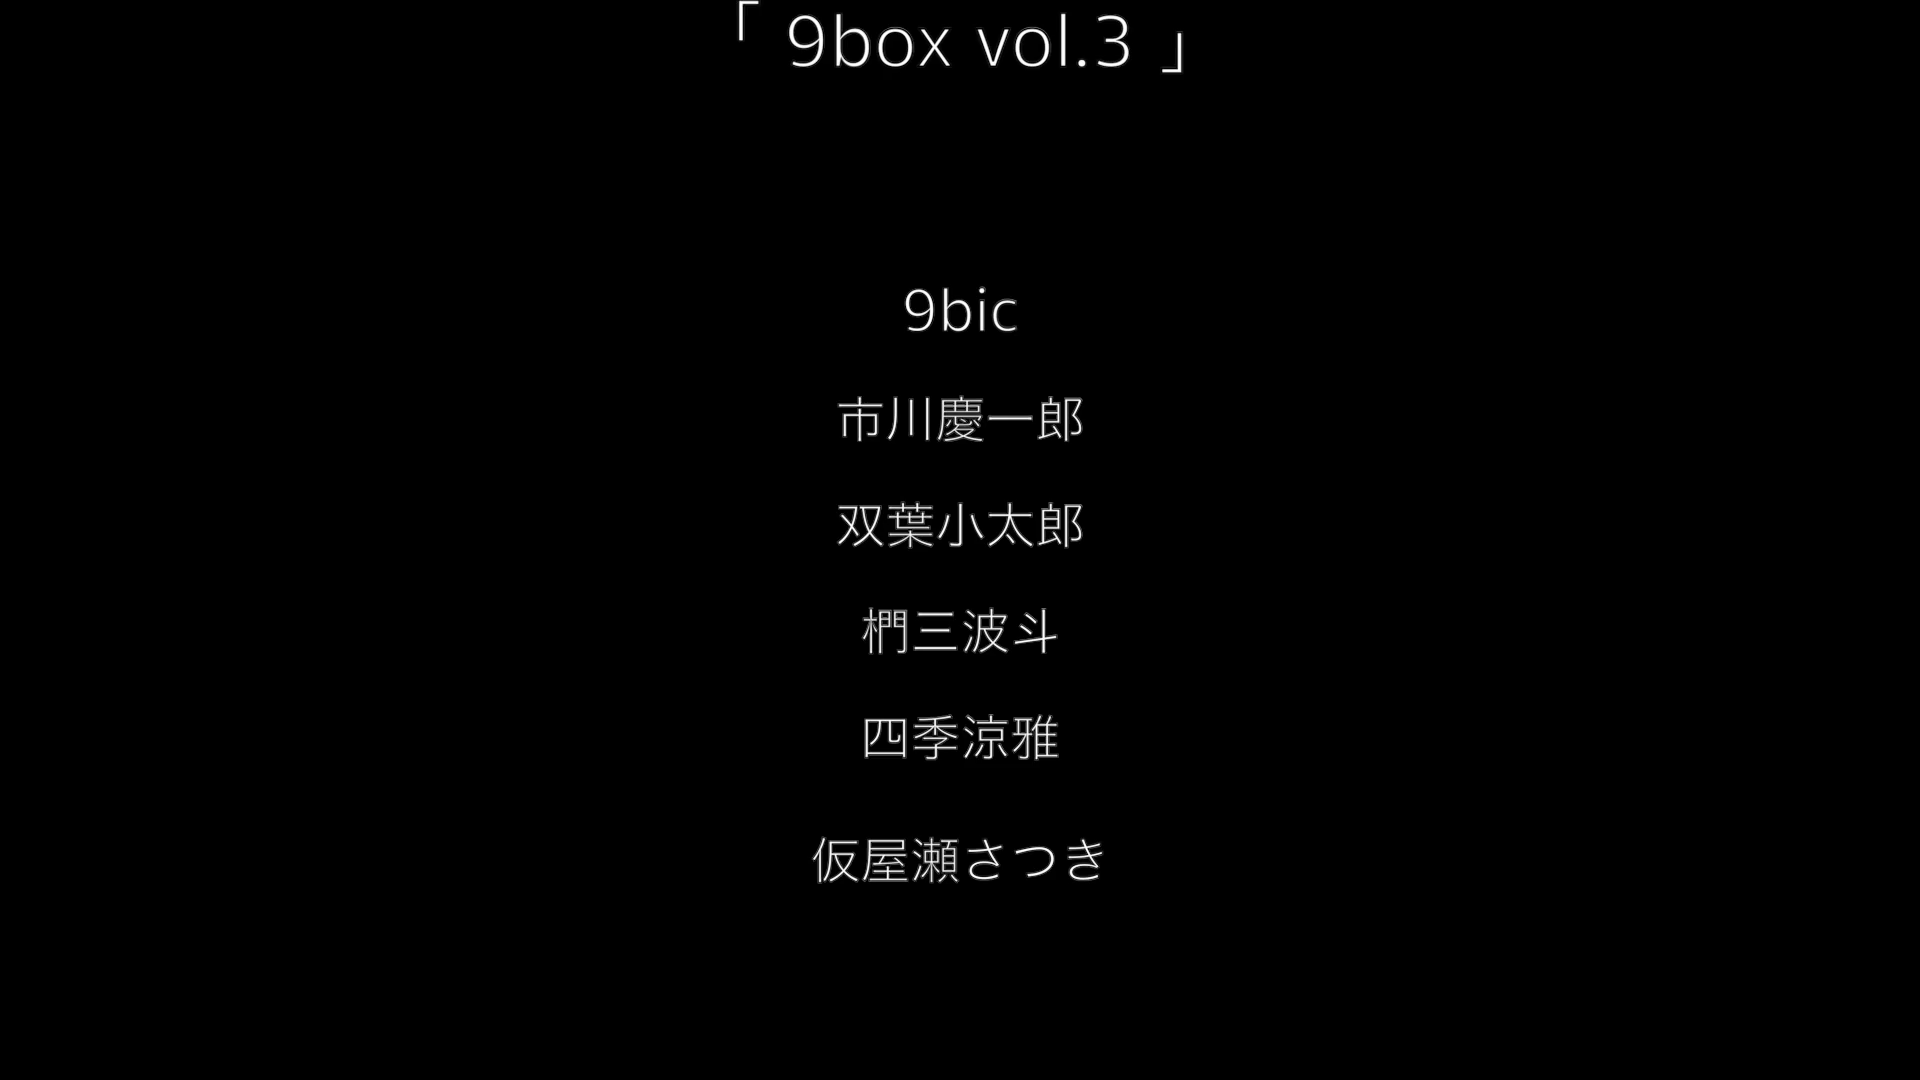 「 9box vol.3 」
9bic
市川慶一郎
双葉小太郎
椚三波斗
四季涼雅
仮屋瀬さつき